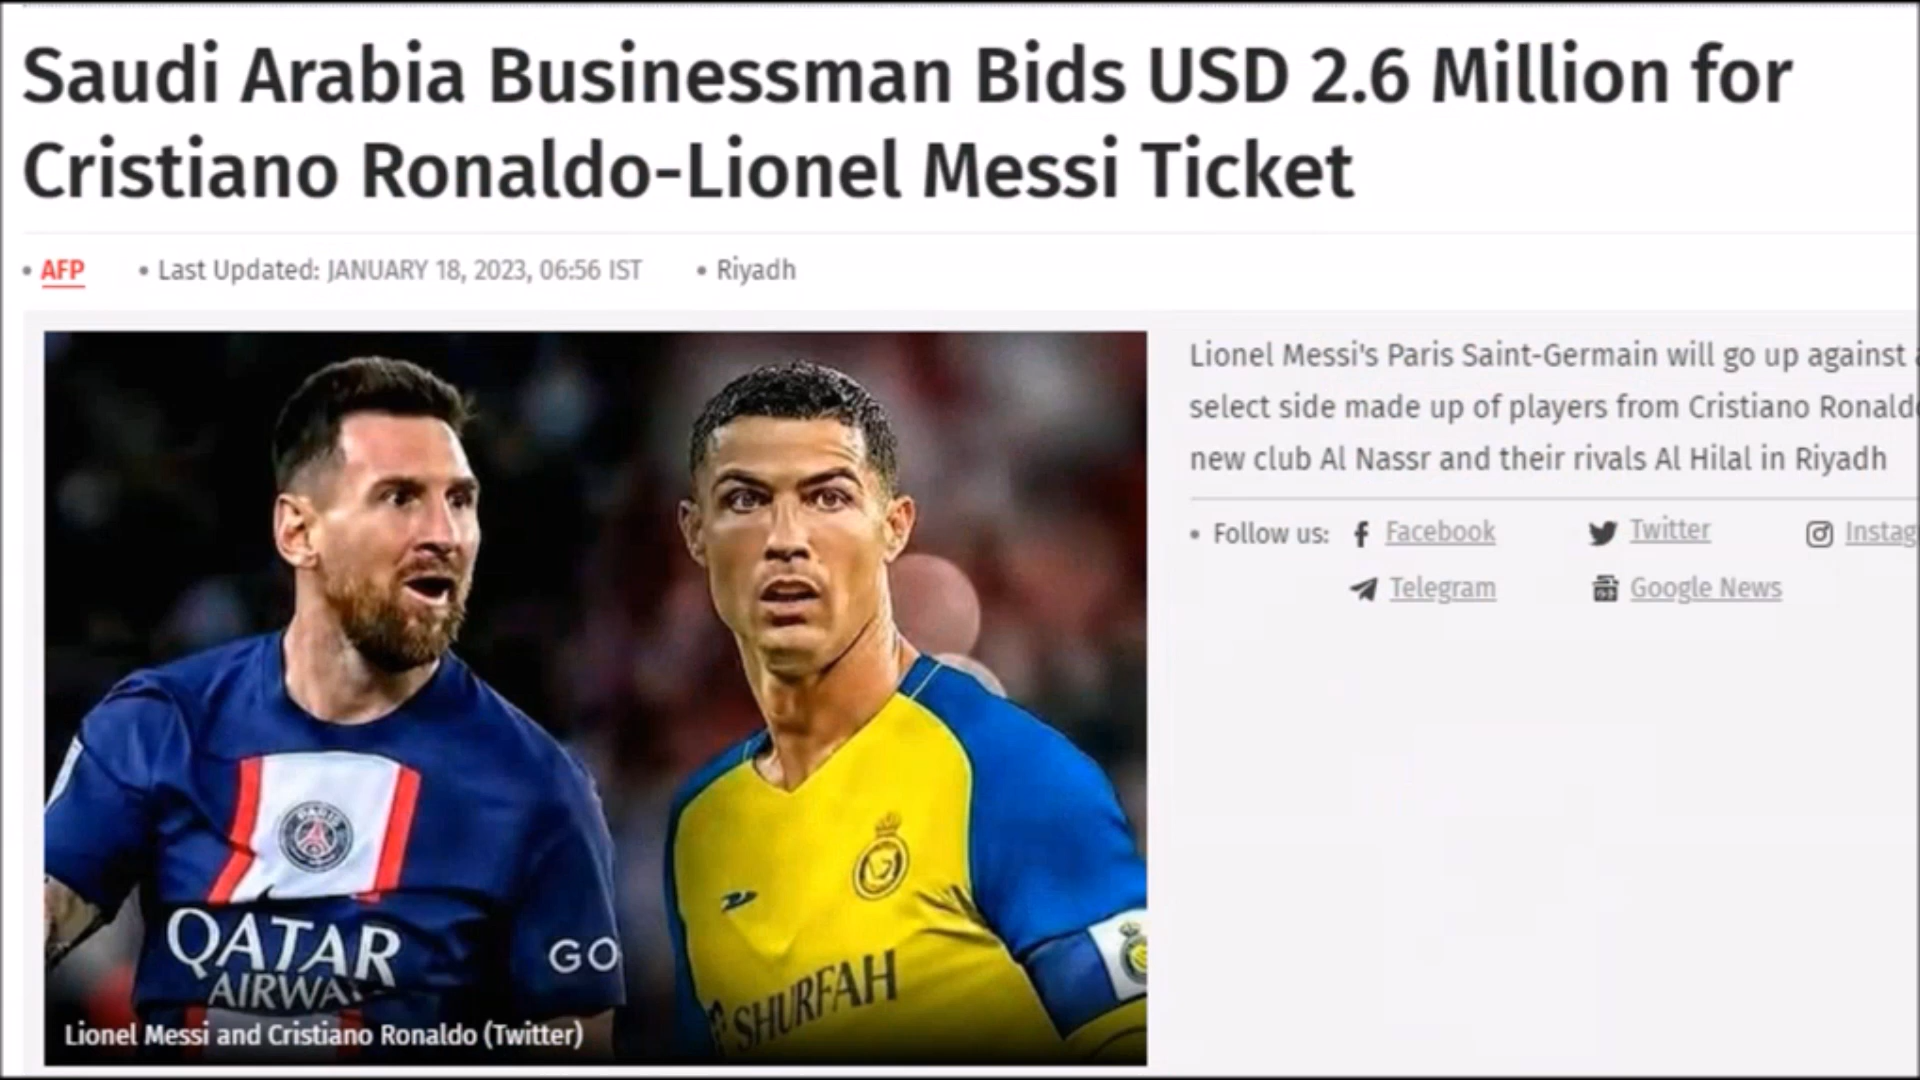 Saudi Arabia Businessman Bids USD 2.6 Million for
Cristiano Ronaldo-Lionel Messi Ticket
• AFP • Last Updated: JANUARY 18, 2023, 06:56 IST • Riyadh
Lionel Messi's Paris Saint-Germain will go up against
select side made up of players from Cristiano Ronald
new club Al Nassr and their rivals Al Hilal in Riyadh
• Follow us: Facebook Twitter Instag
Telegram Google News
PARIS
QATAR
AIRWA
GO
SHURFAH
Lionel Messi and Cristiano Ronaldo (Twitter)